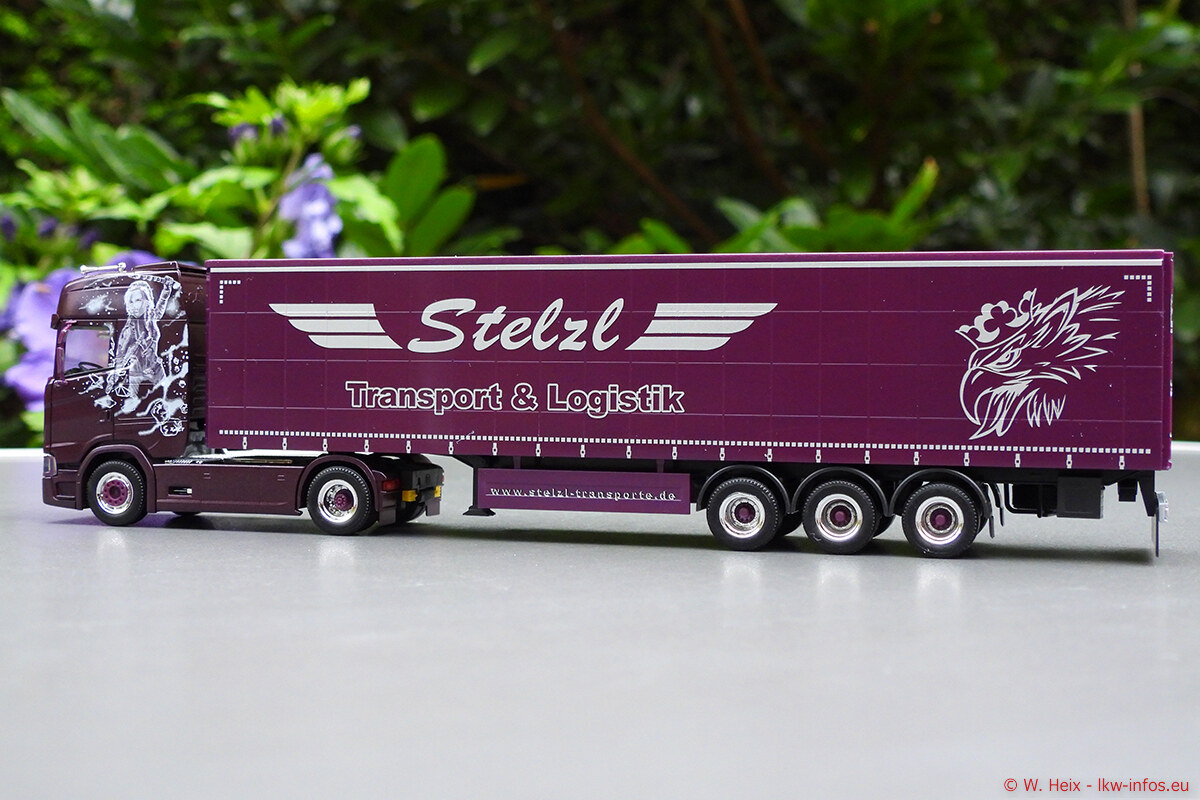 Stelzl
Transport & Logistik
www.stelzl-transporte.de
© W. Heix - lkw-infos.eu